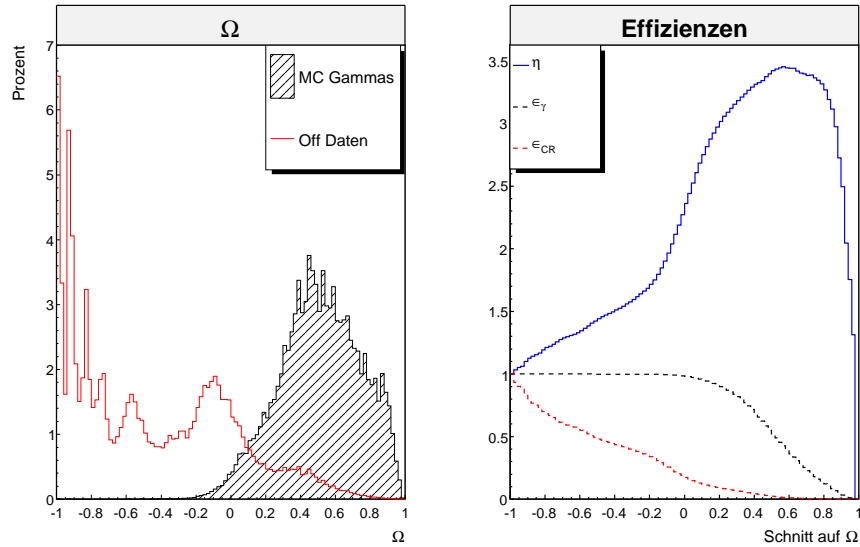 Ω
Prozent
7
6
5
4
3
2
1
0
MC Gammas
Off Daten
-1 -0.8 -0.6 -0.4 -0.2 0 0.2 0.4 0.6 0.8 1
Ω
Effizienzen
3.5
3
2.5
2
1.5
1
0.5
0
η
∈γ
∈CR
-1 -0.8 -0.6 -0.4 -0.2 0 0.2 0.4 0.6 0.8 1
Schnitt auf Ω